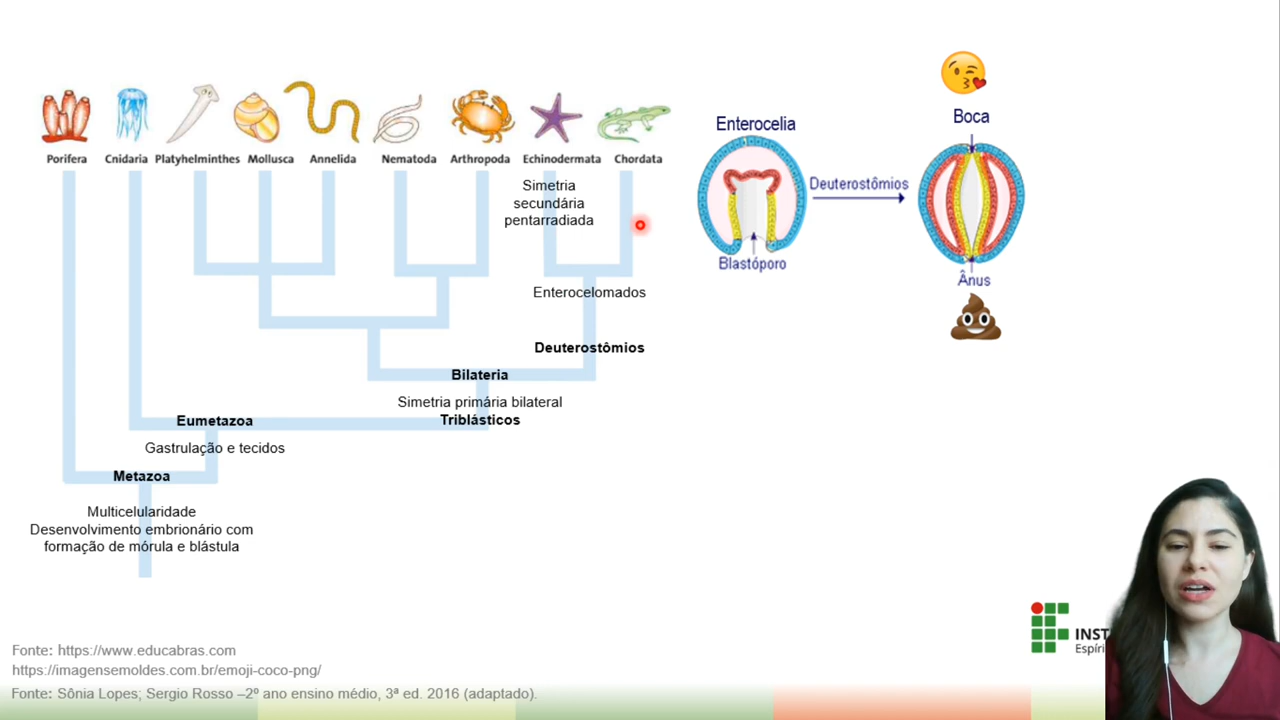 Porifera
Cnidaria
Platyhelminthes
Mollusca
Annelida
Nematoda
Arthropoda
Echinodermata
Chordata
Simetria
secundária
pentarradiada
Enterocelomados
Deuterostômios
Bilateria
Simetria primária bilateral
Triblásticos
Eumetazoa
Gastrulação e tecidos
Metazoa
Multicelularidade
Desenvolvimento embrionário com
formação de mórula e blástula
Enterocelia
Blastóporo
Deuterostômios
Boca
Ânus
INST
Espíri
Fonte: https://www.educabras.com
https://imagensemoldes.com.br/emoji-coco-png/
Fonte: Sônia Lopes; Sergio Rosso –2º ano ensino médio, 3ª ed. 2016 (adaptado).